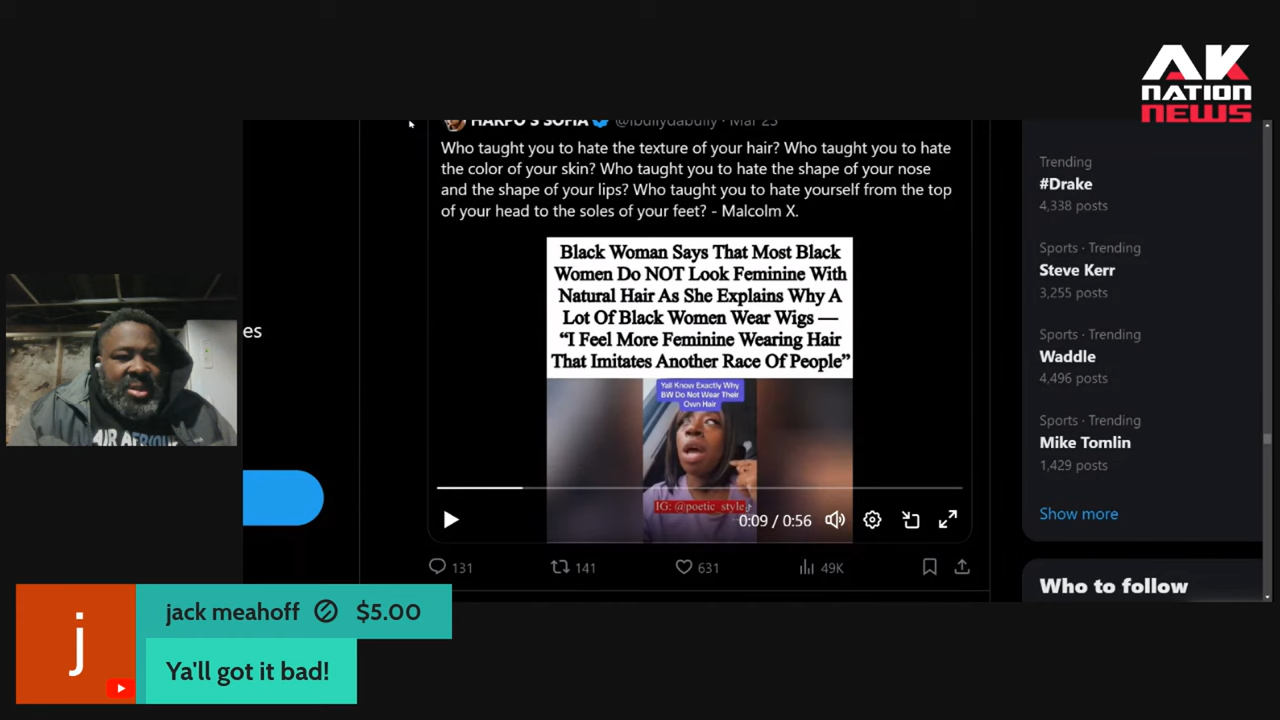 AK
NATION
NEWS
HARPO'S SOFIA @ibullydabully · Mar 25
Who taught you to hate the texture of your hair? Who taught you to hate
the color of your skin? Who taught you to hate the shape of your nose
and the shape of your lips? Who taught you to hate yourself from the top
of your head to the soles of your feet? - Malcolm X.
Black Woman Says That Most Black
Women Do NOT Look Feminine With
Natural Hair As She Explains Why A
Lot Of Black Women Wear Wigs —
“I Feel More Feminine Wearing Hair
That Imitates Another Race Of People”
Yall Know Exactly Why
BW Do Not Wear Their
Own Hair
IG: @poetic_style
0:09 / 0:56
131
141
631
49K
Trending
#Drake
4,338 posts
Sports · Trending
Steve Kerr
3,255 posts
Sports · Trending
Waddle
4,496 posts
Sports · Trending
Mike Tomlin
1,429 posts
Show more
Who to follow
es
j
jack meahoff $5.00
Ya'll got it bad!